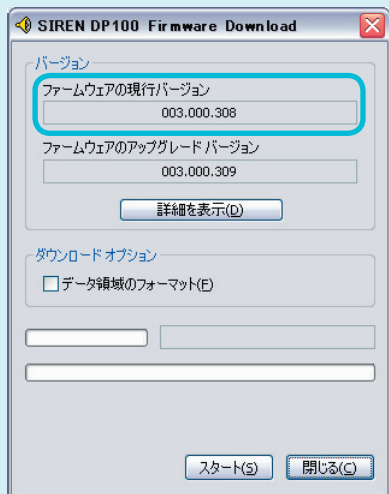 SIREN DP100 Firmware Download
バージョン
ファームウェアの現行バージョン
003.000.308
ファームウェアのアップグレード バージョン
003.000.309
詳細を表示(D)
ダウンロード オプション
データ領域のフォーマット(F)
スタート(S) 閉じる(C)